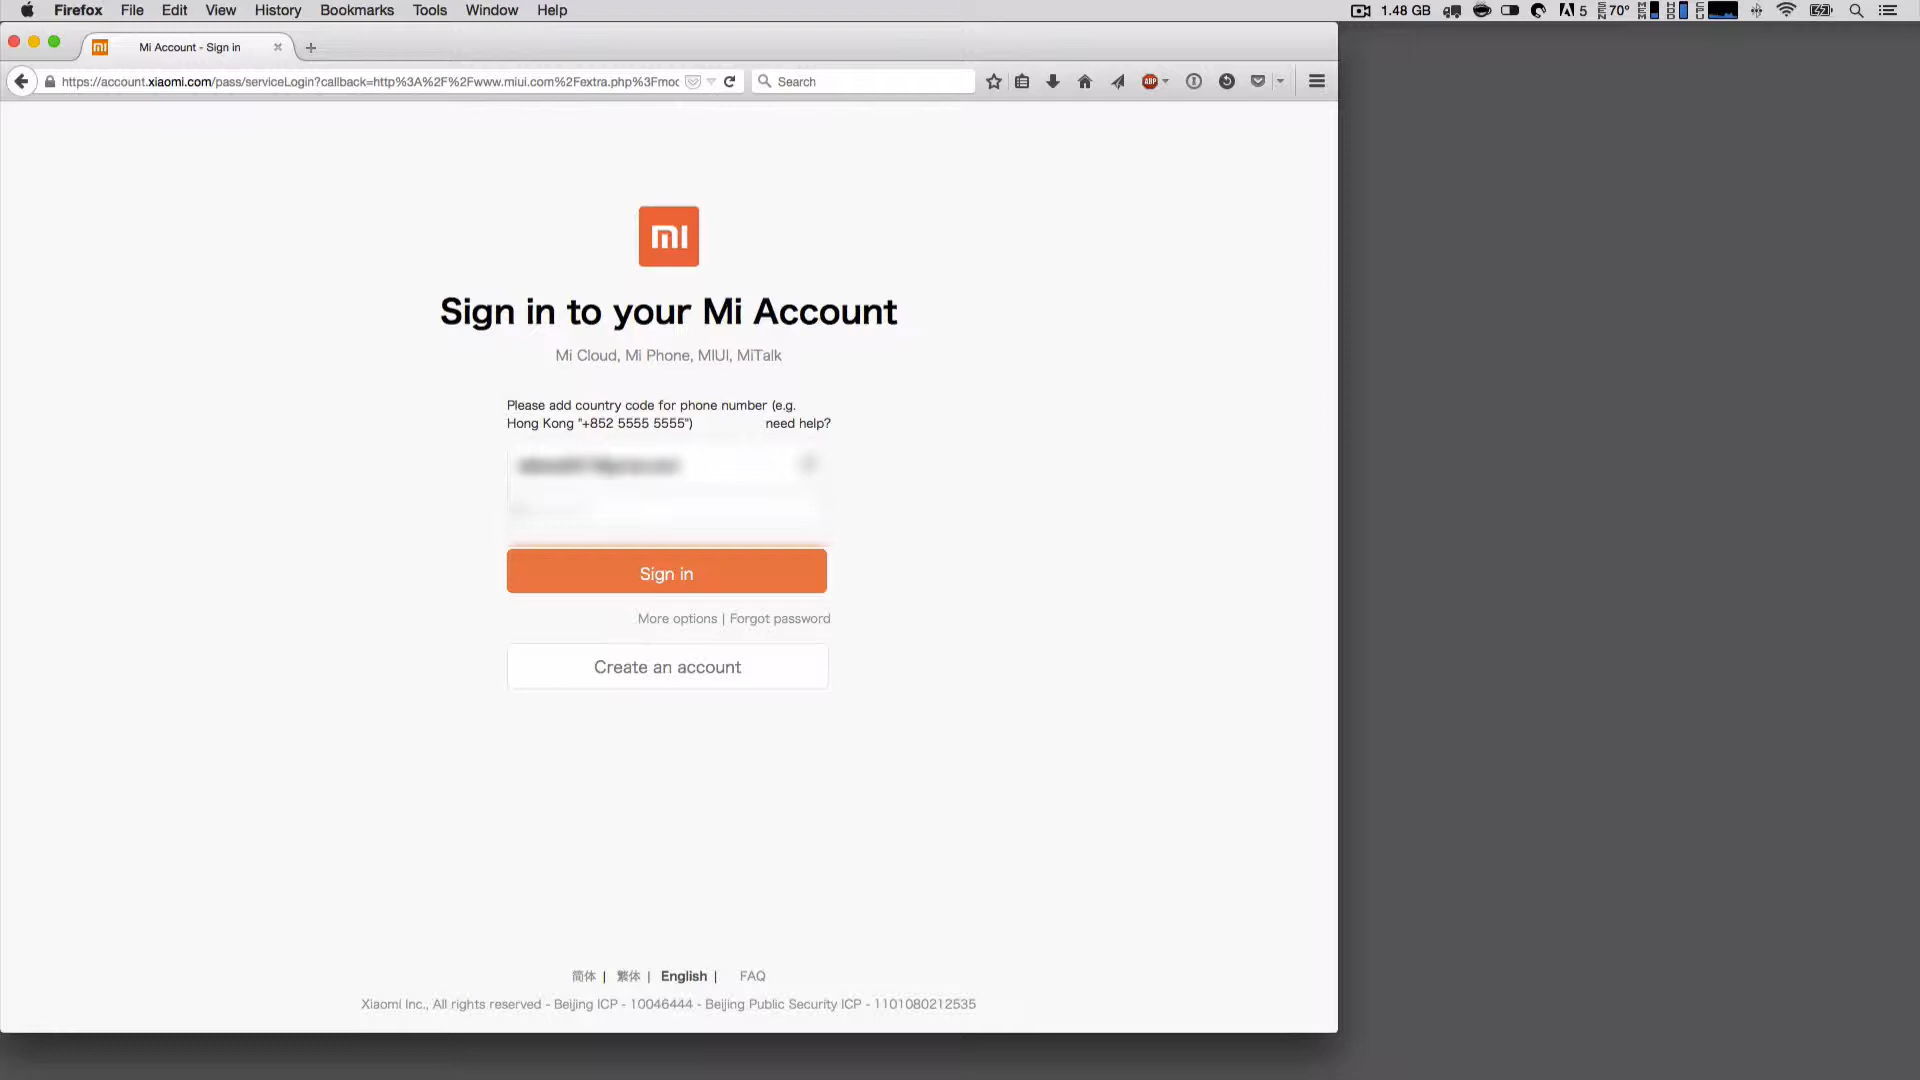 Firefox File Edit View History Bookmarks Tools Window Help 1.48 GB 5 70°
Mi Account - Sign in
https://account.xiaomi.com/pass/serviceLogin?callback=http%3A%2F%2Fwww.miui.com%2Fextra.php%3Fmod Search ABP
mi
Sign in to your Mi Account
Mi Cloud, Mi Phone, MIUI, MiTalk
Please add country code for phone number (e.g.
Hong Kong "+852 5555 5555") need help?
Sign in
More options | Forgot password
Create an account
简体 | 繁体 | English | FAQ
Xiaomi Inc., All rights reserved - Beijing ICP - 10046444 - Beijing Public Security ICP - 1101080212535